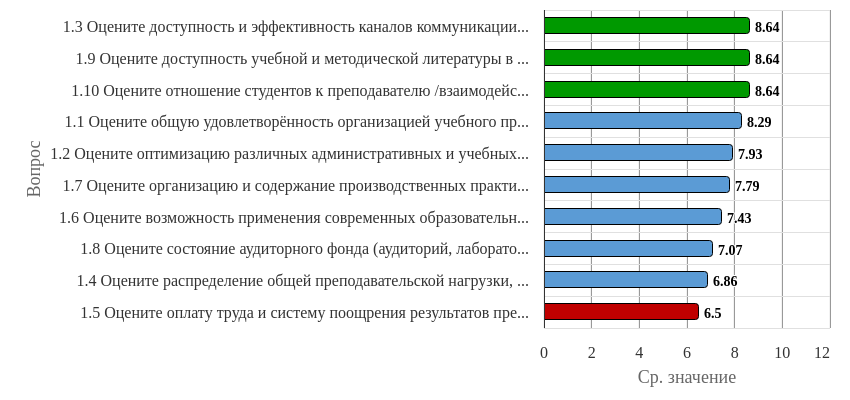 1.3 Оцените доступность и эффективность каналов коммуникации... 8.64
1.9 Оцените доступность учебной и методической литературы в ... 8.64
1.10 Оцените отношение студентов к преподавателю /взаимодейс... 8.64
1.1 Оцените общую удовлетворённость организацией учебного пр... 8.29
1.2 Оцените оптимизацию различных административных и учебных... 7.93
1.7 Оцените организацию и содержание производственных практи... 7.79
1.6 Оцените возможность применения современных образовательн... 7.43
1.8 Оцените состояние аудиторного фонда (аудиторий, лаборато... 7.07
1.4 Оцените распределение общей преподавательской нагрузки, ... 6.86
1.5 Оцените оплату труда и систему поощрения результатов пре... 6.5
Вопрос
0 2 4 6 8 10 12
Ср. значение